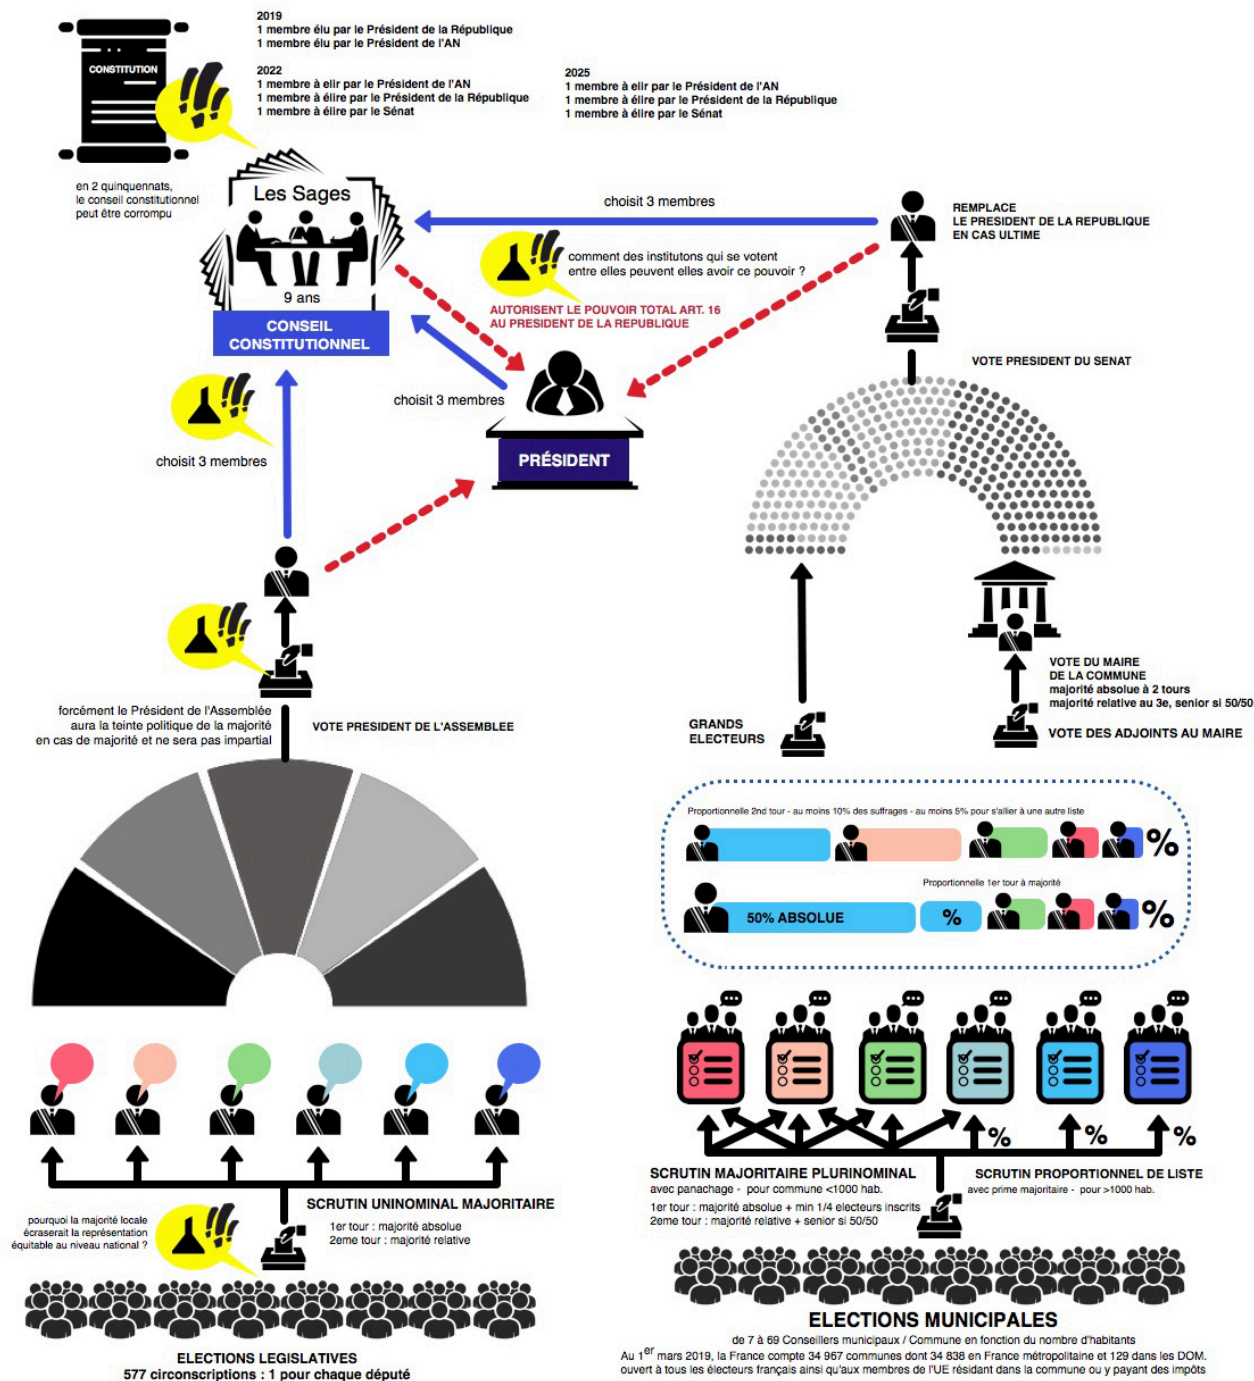 2019
1 membre élu par le Président de la République
1 membre élu par le Président de l'AN
2022
1 membre à elir par le Président de l'AN
1 membre à élire par le Président de la République
1 membre à élire par le Sénat
2025
1 membre à elir par le Président de l'AN
1 membre à élire par le Président de la République
1 membre à élire par le Sénat
CONSTITUTION
en 2 quinquennats,
le conseil constitutionnel
peut être corrompu
Les Sages
9 ans
CONSEIL
CONSTITUTIONNEL
choisit 3 membres
REMPLACE
LE PRESIDENT DE LA REPUBLIQUE
EN CAS ULTIME
comment des institutons qui se votent
entre elles peuvent elles avoir ce pouvoir ?
AUTORISENT LE POUVOIR TOTAL ART. 16
AU PRESIDENT DE LA REPUBLIQUE
VOTE PRESIDENT DU SENAT
choisit 3 membres
PRÉSIDENT
choisit 3 membres
forcément le Président de l'Assemblée
aura la teinte politique de la majorité
en cas de majorité et ne sera pas impartial
VOTE PRESIDENT DE L'ASSEMBLEE
GRANDS
ELECTEURS
VOTE DU MAIRE
DE LA COMMUNE
majorité absolue à 2 tours
majorité relative au 3e, senior si 50/50
VOTE DES ADJOINTS AU MAIRE
Proportionnelle 2nd tour - au moins 10% des suffrages - au moins 5% pour s'allier à une autre liste
%
Proportionnelle 1er tour à majorité
50% ABSOLUE
%
%
%
%
%
SCRUTIN UNINOMINAL MAJORITAIRE
1er tour : majorité absolue
2eme tour : majorité relative
pourquoi la majorité locale
écraserait la représentation
équitable au niveau national ?
SCRUTIN MAJORITAIRE PLURINOMINAL
avec panachage - pour commune <1000 hab.
1er tour : majorité absolue + min 1/4 electeurs inscrits
2eme tour : majorité relative + senior si 50/50
SCRUTIN PROPORTIONNEL DE LISTE
avec prime majoritaire - pour >1000 hab.
ELECTIONS LEGISLATIVES
577 circonscriptions : 1 pour chaque député
ELECTIONS MUNICIPALES
de 7 à 69 Conseillers municipaux / Commune en fonction du nombre d'habitants
Au 1er mars 2019, la France compte 34 967 communes dont 34 838 en France métropolitaine et 129 dans les DOM.
ouvert à tous les électeurs français ainsi qu'aux membres de l'UE résidant dans la commune ou y payant des impôts